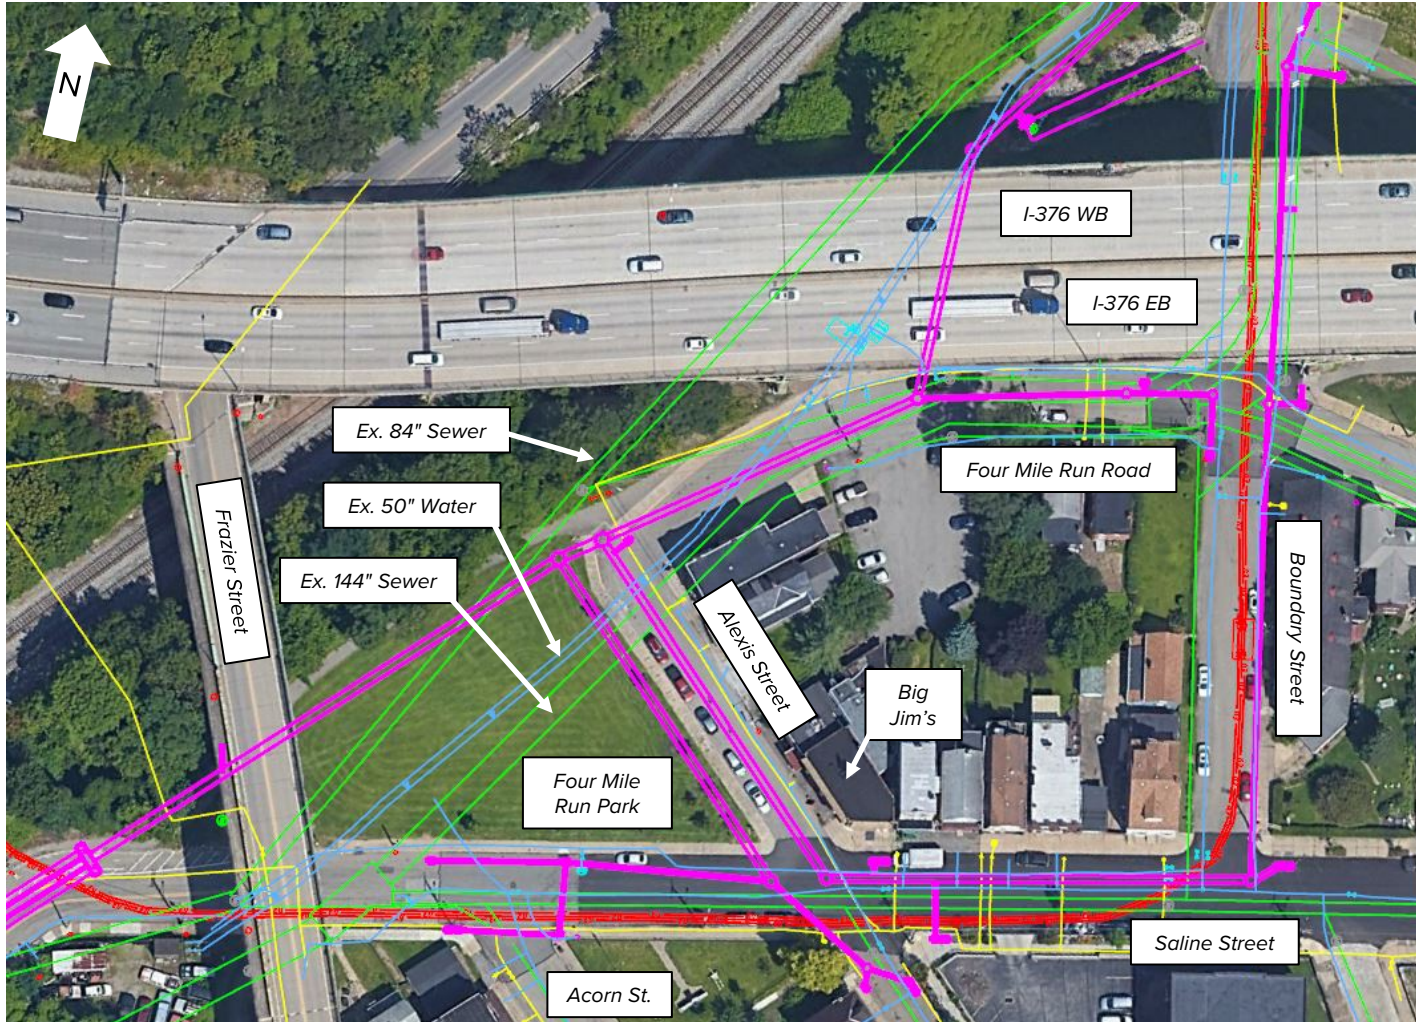 N
I-376 WB
I-376 EB
Ex. 84" Sewer
Four Mile Run Road
Ex. 50" Water
Frazier Street
Ex. 144" Sewer
Boundary Street
Alexis Street
Big
Jim's
Four Mile
Run Park
Saline Street
Acorn St.